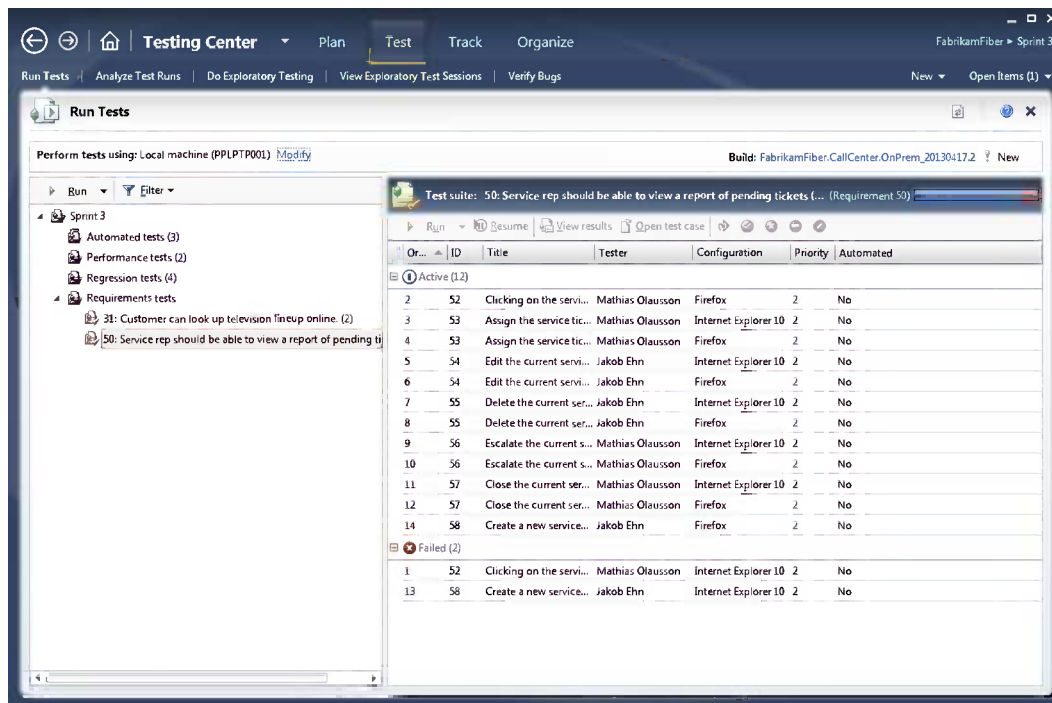 Testing Center Plan Test Track Organize FabrikamFiber ► Sprint 3
Run Tests | Analyze Test Runs | Do Exploratory Testing | View Exploratory Test Sessions | Verify Bugs New Open Items (1)
Run Tests
Perform tests using: Local machine (PPLPTP001) Modify Build: FabrikamFiber.CallCenter.OnPrem_20130417.2 New
Run Filter
Sprint 3
Automated tests (3)
Performance tests (2)
Regression tests (4)
Requirements tests
31: Customer can look up television lineup online. (2)
50: Service rep should be able to view a report of pending ti
Test suite: 50: Service rep should be able to view a report of pending tickets (... (Requirement 50)
Run Resume View results Open test case
Or... ID Title Tester Configuration Priority Automated
Active (12)
2 52 Clicking on the servi... Mathias Olausson Firefox 2 No
3 53 Assign the service tic... Mathias Olausson Internet Explorer 10 2 No
4 53 Assign the service tic... Mathias Olausson Firefox 2 No
5 54 Edit the current servi... Jakob Ehn Internet Explorer 10 2 No
6 54 Edit the current servi... Jakob Ehn Firefox 2 No
7 55 Delete the current ser... Jakob Ehn Internet Explorer 10 2 No
8 55 Delete the current ser... Jakob Ehn Firefox 2 No
9 56 Escalate the current s... Mathias Olausson Internet Explorer 10 2 No
10 56 Escalate the current s... Mathias Olausson Firefox 2 No
11 57 Close the current ser... Mathias Olausson Internet Explorer 10 2 No
12 57 Close the current ser... Mathias Olausson Firefox 2 No
14 58 Create a new service... Jakob Ehn Firefox 2 No
Failed (2)
1 52 Clicking on the servi... Mathias Olausson Internet Explorer 10 2 No
13 58 Create a new service... Jakob Ehn Internet Explorer 10 2 No